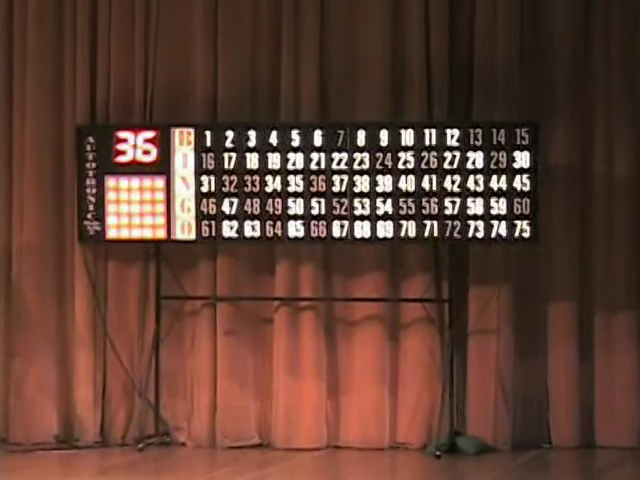 AUTOTRONIC
36
B 1 2 3 4 5 6 7 8 9 10 11 12 13 14 15
I 16 17 18 19 20 21 22 23 24 25 26 27 28 29 30
N 31 32 33 34 35 36 37 38 39 40 41 42 43 44 45
G 46 47 48 49 50 51 52 53 54 55 56 57 58 59 60
O 61 62 63 64 65 66 67 68 69 70 71 72 73 74 75